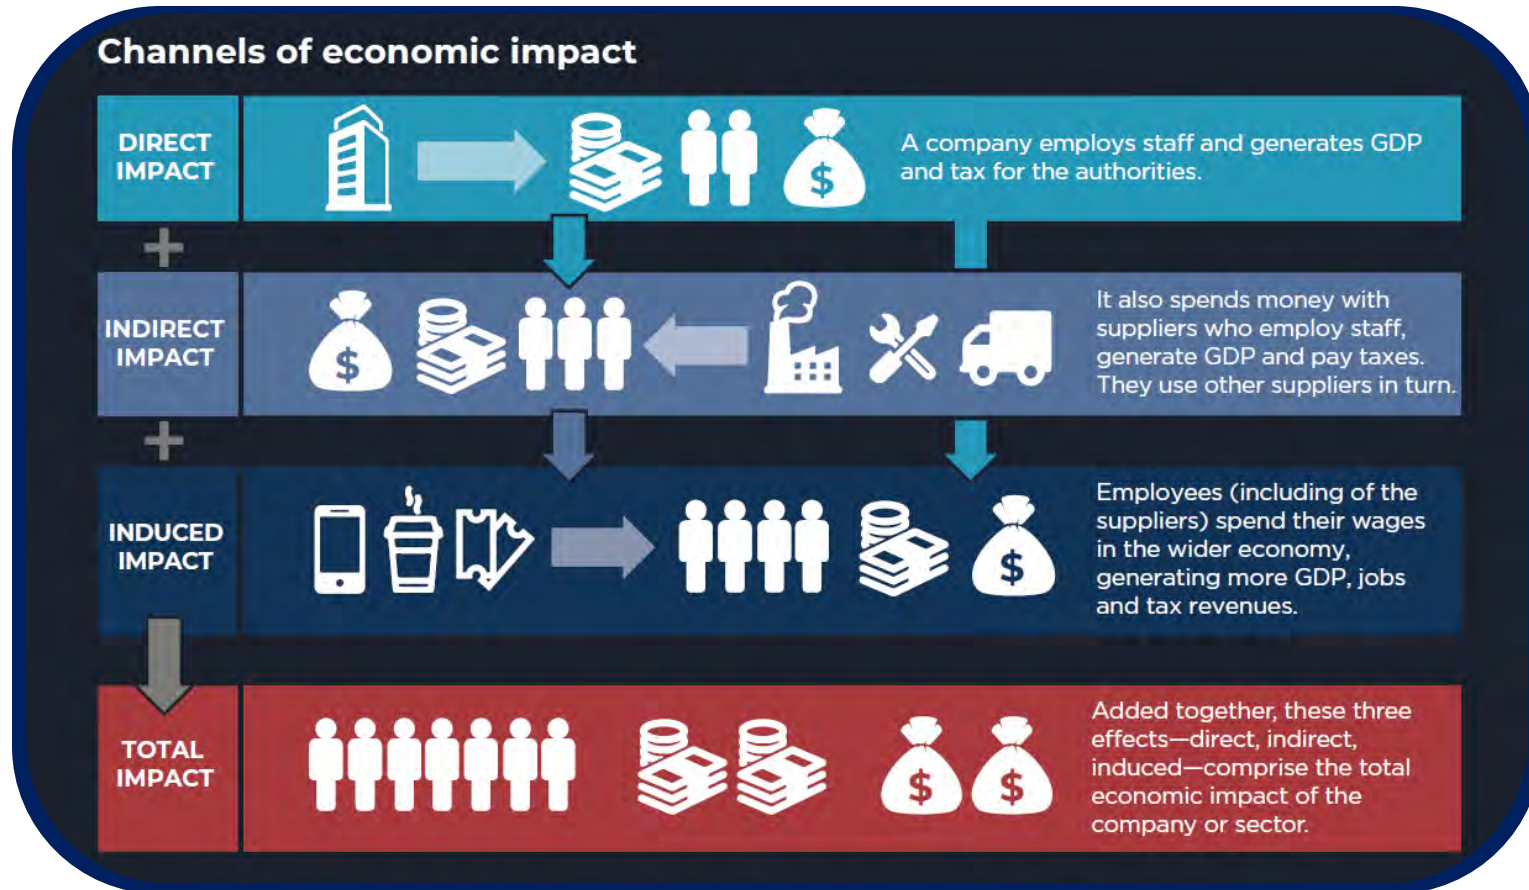 Channels of economic impact
DIRECT
IMPACT
$
A company employs staff and generates GDP
and tax for the authorities.
+
INDIRECT
IMPACT
$
It also spends money with
suppliers who employ staff,
generate GDP and pay taxes.
They use other suppliers in turn.
+
INDUCED
IMPACT
$
Employees (including of the
suppliers) spend their wages
in the wider economy,
generating more GDP, jobs
and tax revenues.
TOTAL
IMPACT
$ $
Added together, these three
effects—direct, indirect,
induced—comprise the total
economic impact of the
company or sector.